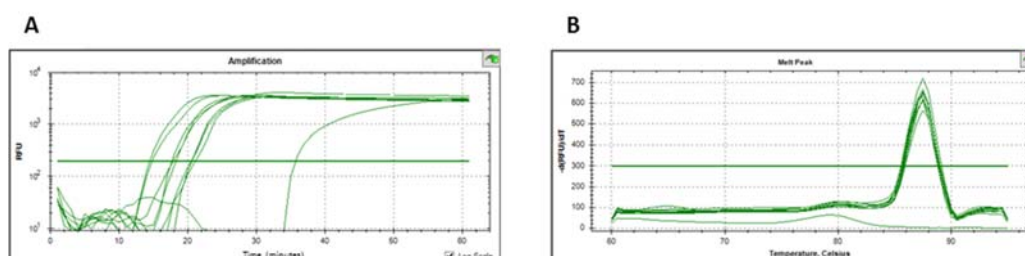 A
B
Amplification
10⁴
10³
10²
10¹
RFU
0
10
20
30
40
50
60
Time, (minutes)
Log Scale
Melt Peak
700
600
500
400
300
200
100
0
-d(RFU)/dT
60
70
80
90
Temperature, Celsius